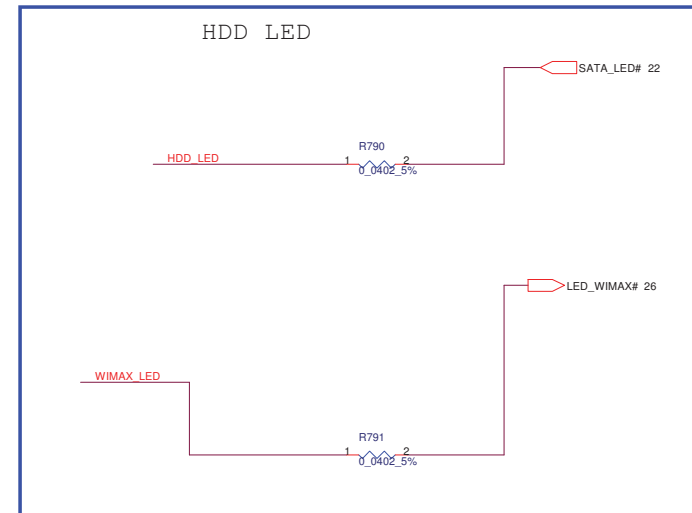 HDD LED
SATA_LED# 22
R790
HDD_LED
1 2
0_0402_5%
LED_WIMAX# 26
WIMAX_LED
R791
1 2
0_0402_5%